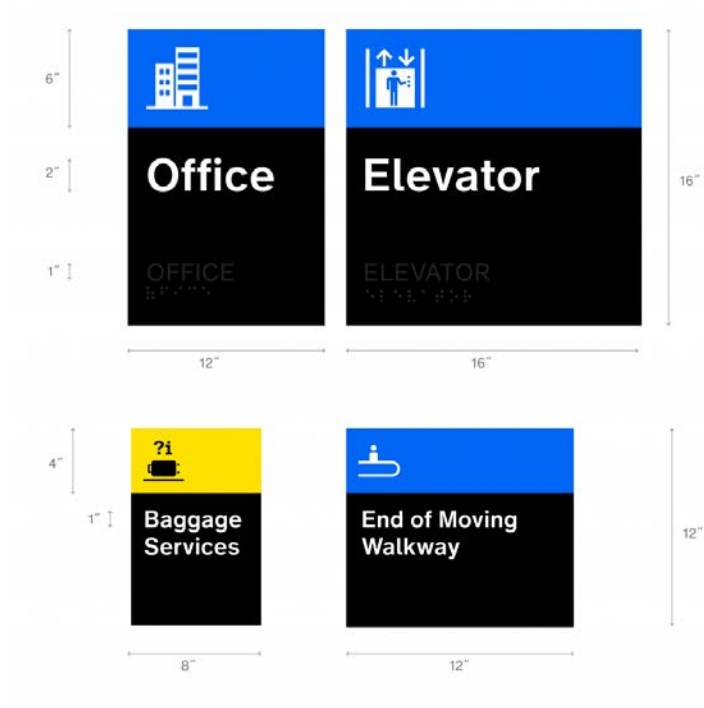 6″
2″
1″
Office
OFFICE
12″
Elevator
ELEVATOR
16″
16″
4″
1″
?i
Baggage
Services
8″
End of Moving
Walkway
12″
12″